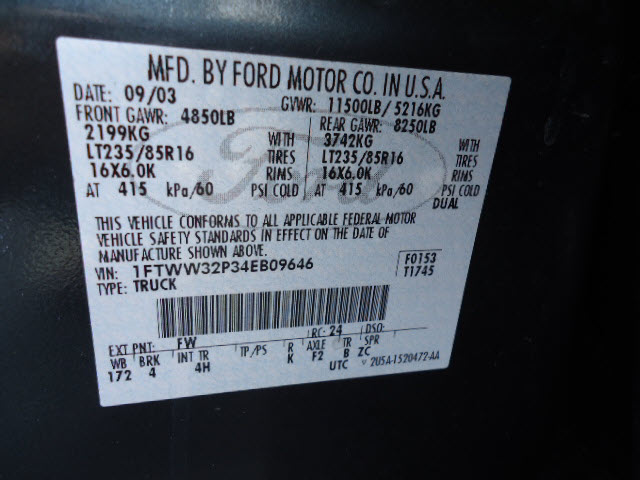 MFD. BY FORD MOTOR CO. IN U.S.A.
DATE: 09/03 GVWR: 11500LB/ 5216KG
FRONT GAWR: 4850LB REAR GAWR: 8250LB
2199KG WITH 3742KG WITH
LT235/85R16 TIRES LT235/85R16 TIRES
16X6.0K RIMS 16X6.0K RIMS
AT 415 kPa/60 PSI COLD AT 415 kPa/60 PSI COLD
DUAL
Ford
THIS VEHICLE CONFORMS TO ALL APPLICABLE FEDERAL MOTOR
VEHICLE SAFETY STANDARDS IN EFFECT ON THE DATE OF
MANUFACTURE SHOWN ABOVE.
VIN: 1FTWW32P34EB09646 F0153
TYPE: TRUCK T1745
EXT PNT: FW RC: 24 DSO:
WB BRK INT TR TP/PS R AXLE TR SPR
172 4 4H K F2 B ZC
UTC 2U5A-1520472-AA